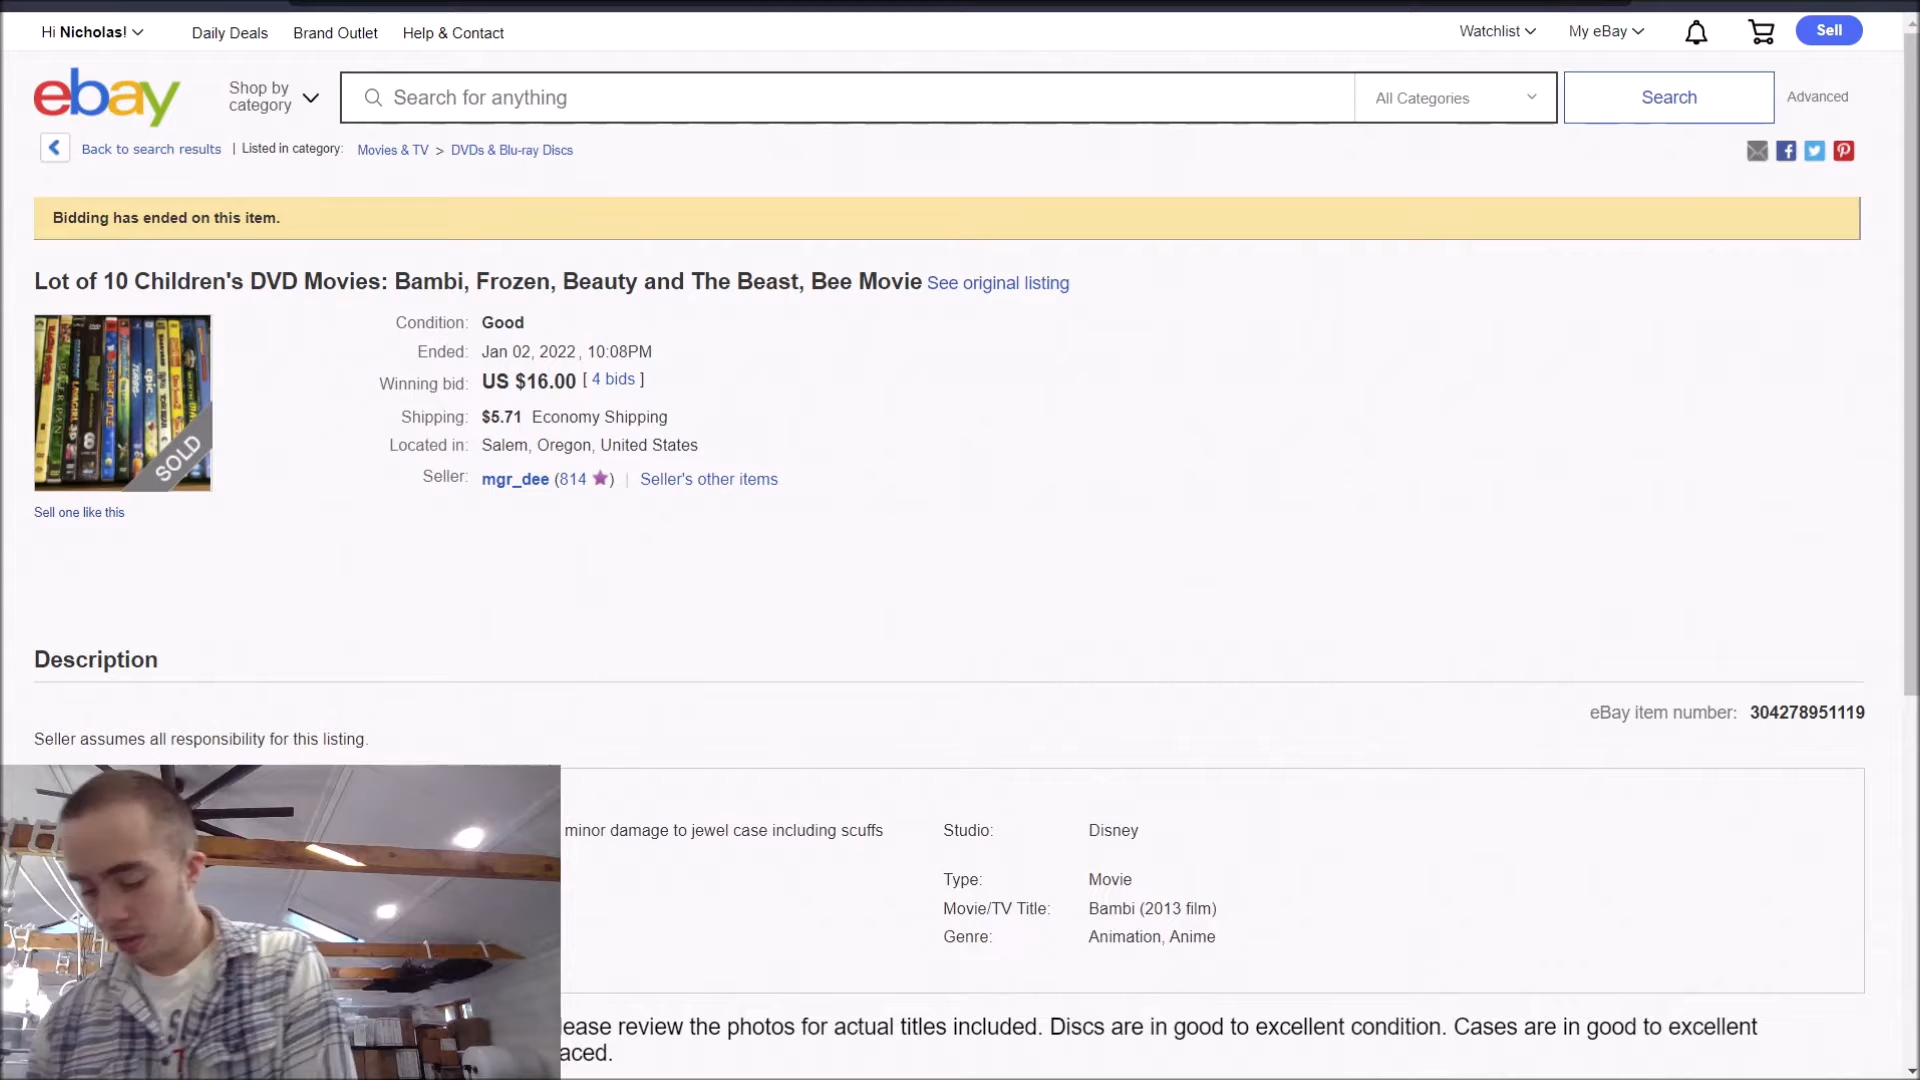 Hi Nicholas! Daily Deals Brand Outlet Help & Contact Watchlist My eBay Sell
ebay Shop by category Search for anything All Categories Search Advanced
Back to search results | Listed in category: Movies & TV > DVDs & Blu-ray Discs
Bidding has ended on this item.
Lot of 10 Children's DVD Movies: Bambi, Frozen, Beauty and The Beast, Bee Movie See original listing
Condition: Good
Ended: Jan 02, 2022 , 10:08PM
Winning bid: US $16.00 [ 4 bids ]
Shipping: $5.71 Economy Shipping
Located in: Salem, Oregon, United States
Seller: mgr_dee (814 ) | Seller's other items
SOLD
Sell one like this
Description
eBay item number: 304278951119
Seller assumes all responsibility for this listing.
minor damage to jewel case including scuffs Studio: Disney
Type: Movie
Movie/TV Title: Bambi (2013 film)
Genre: Animation, Anime
lease review the photos for actual titles included. Discs are in good to excellent condition. Cases are in good to excellent
aced.